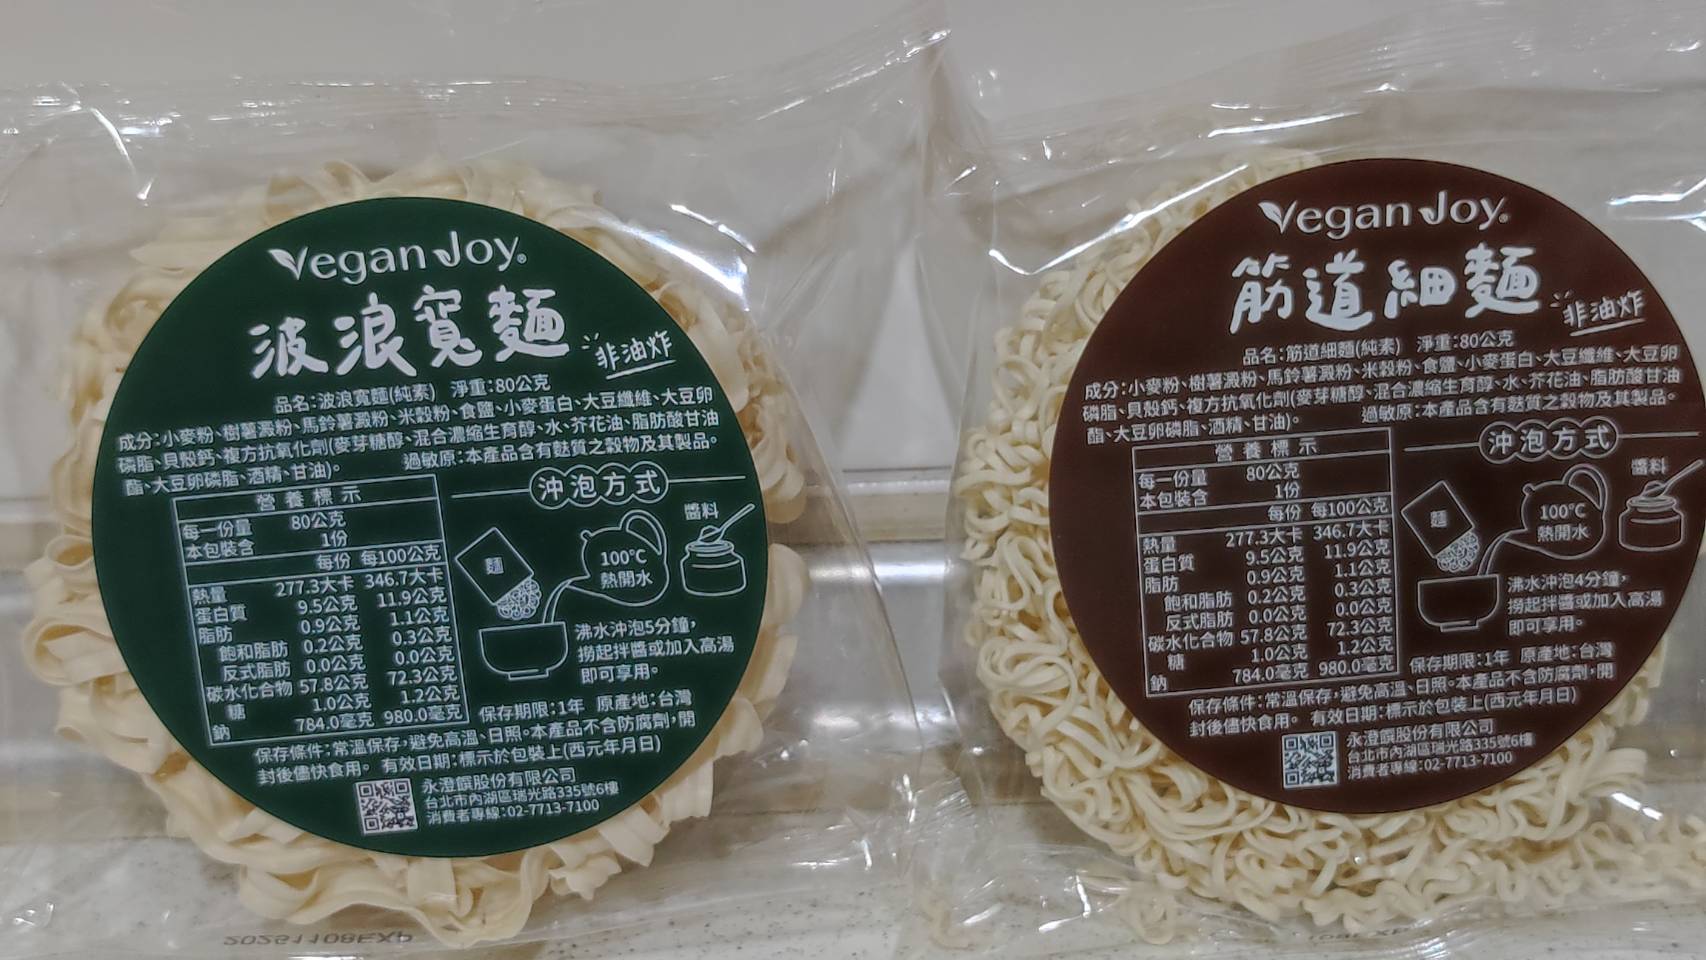 Vegan Joy®
波浪寬麵
非油炸
品名:波浪寬麵(純素) 淨重:80公克
成分:小麥粉、樹薯澱粉、馬鈴薯澱粉、米穀粉、食鹽、小麥蛋白、大豆纖維、大豆卵
磷脂、貝殼鈣、複方抗氧化劑(麥芽糖醇、混合濃縮生育醇、水、芥花油、脂肪酸甘油
酯、大豆卵磷脂、酒精、甘油)。 過敏原:本產品含有麩質之穀物及其製品。
營養標示
每一份量 80公克
本包裝含 1份
每份 每100公克
熱量 277.3大卡 346.7大卡
蛋白質 9.5公克 11.9公克
脂肪 0.9公克 1.1公克
飽和脂肪 0.2公克 0.3公克
反式脂肪 0.0公克 0.0公克
碳水化合物 57.8公克 72.3公克
糖 1.0公克 1.2公克
鈉 784.0毫克 980.0毫克
沖泡方式
麵
100℃
熱開水
醬料
沸水沖泡5分鐘,
撈起拌醬或加入高湯
即可享用。
保存期限:1年 原產地:台灣
保存條件:常溫保存,避免高溫、日照。本產品不含防腐劑,開
封後儘快食用。 有效日期:標示於包裝上(西元年月日)
永澄饌股份有限公司
台北市內湖區瑞光路335號6樓
消費者專線:02-7713-7100
20251108EXP
Vegan Joy®
筋道細麵
非油炸
品名:筋道細麵(純素) 淨重:80公克
成分:小麥粉、樹薯澱粉、馬鈴薯澱粉、米穀粉、食鹽、小麥蛋白、大豆纖維、大豆卵
磷脂、貝殼鈣、複方抗氧化劑(麥芽糖醇、混合濃縮生育醇、水、芥花油、脂肪酸甘油
酯、大豆卵磷脂、酒精、甘油)。 過敏原:本產品含有麩質之穀物及其製品。
營養標示
每一份量 80公克
本包裝含 1份
每份 每100公克
熱量 277.3大卡 346.7大卡
蛋白質 9.5公克 11.9公克
脂肪 0.9公克 1.1公克
飽和脂肪 0.2公克 0.3公克
反式脂肪 0.0公克 0.0公克
碳水化合物 57.8公克 72.3公克
糖 1.0公克 1.2公克
鈉 784.0毫克 980.0毫克
沖泡方式
麵
100℃
熱開水
醬料
沸水沖泡4分鐘,
撈起拌醬或加入高湯
即可享用。
保存期限:1年 原產地:台灣
保存條件:常溫保存,避免高溫、日照。本產品不含防腐劑,開
封後儘快食用。 有效日期:標示於包裝上(西元年月日)
永澄饌股份有限公司
台北市內湖區瑞光路335號6樓
消費者專線:02-7713-7100